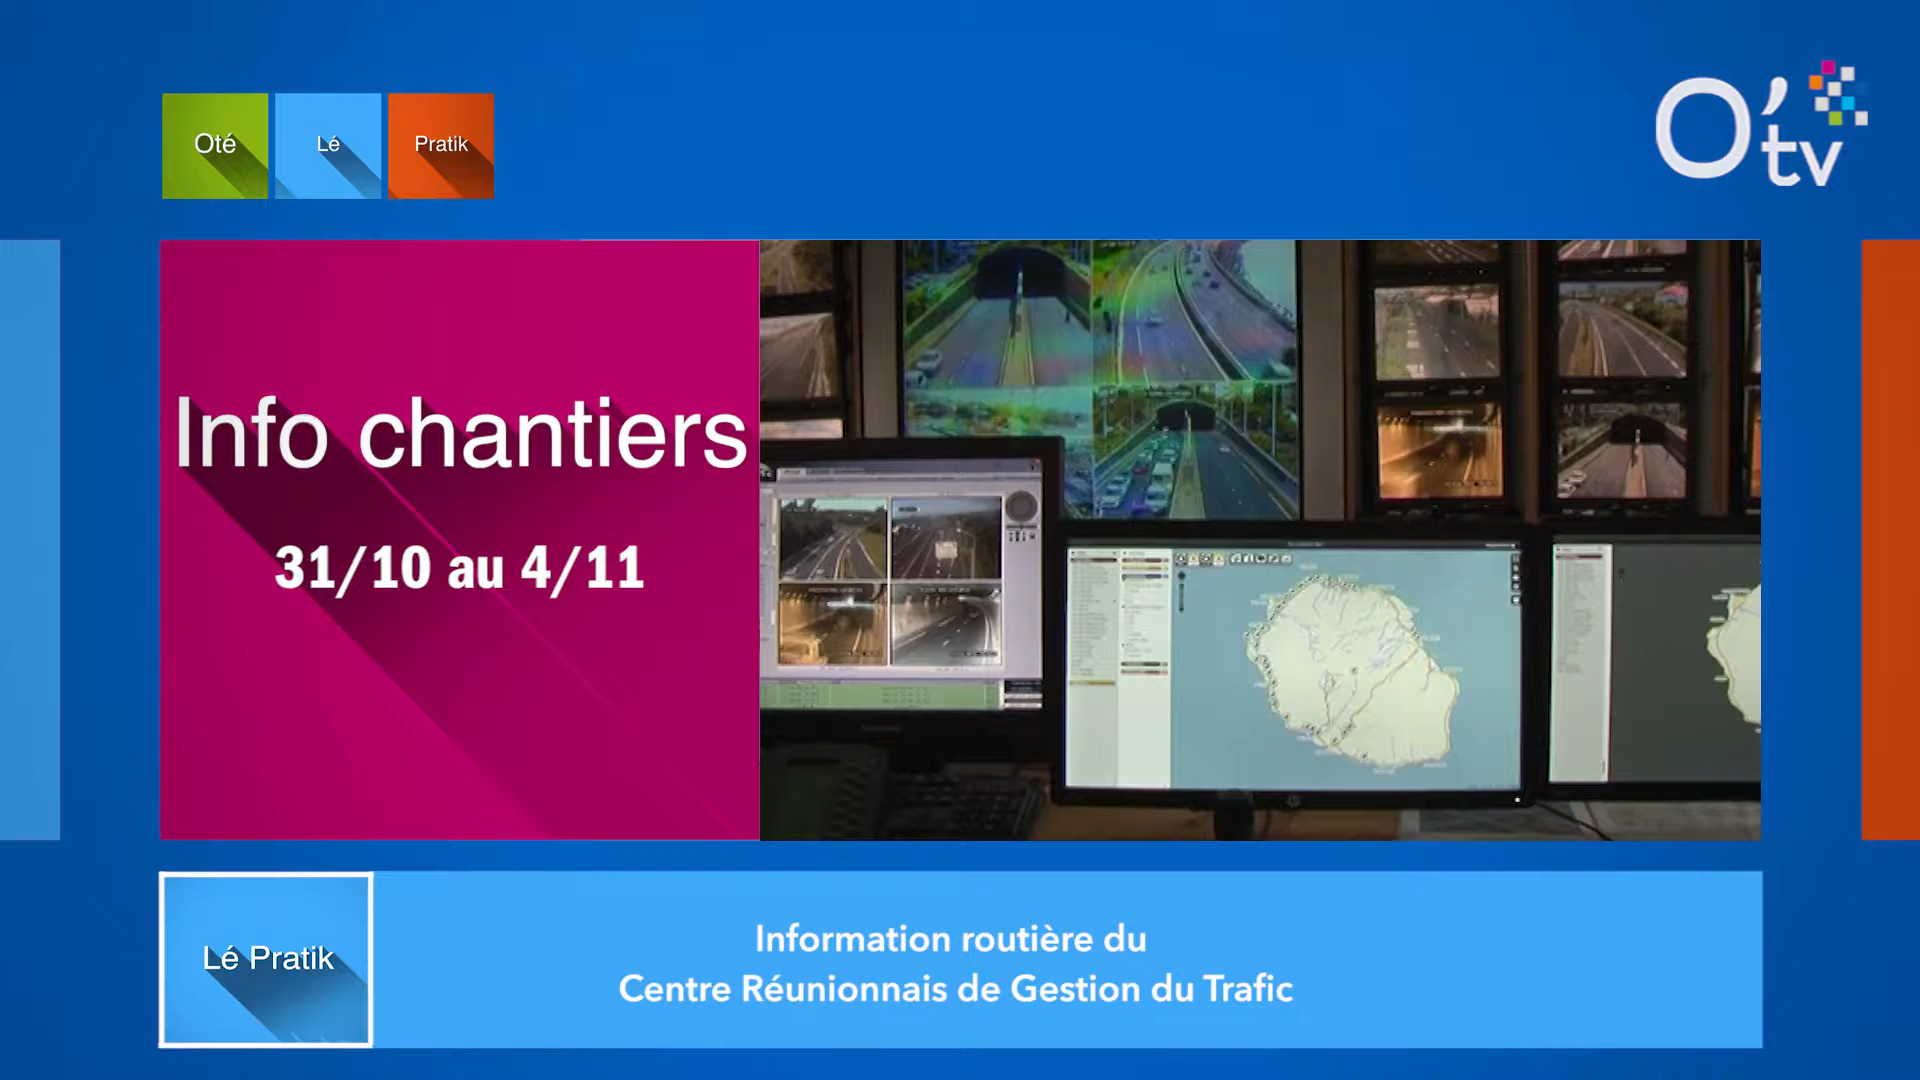 Oté
Lé
Pratik
O'tv
Info chantiers
31/10 au 4/11
Lé Pratik
Information routière du
Centre Réunionnais de Gestion du Trafic